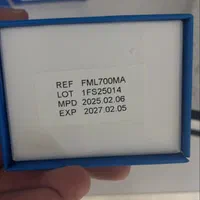 REF FML700MA
LOT 1FS25014
MPD 2025.02.06
EXP 2027.02.05